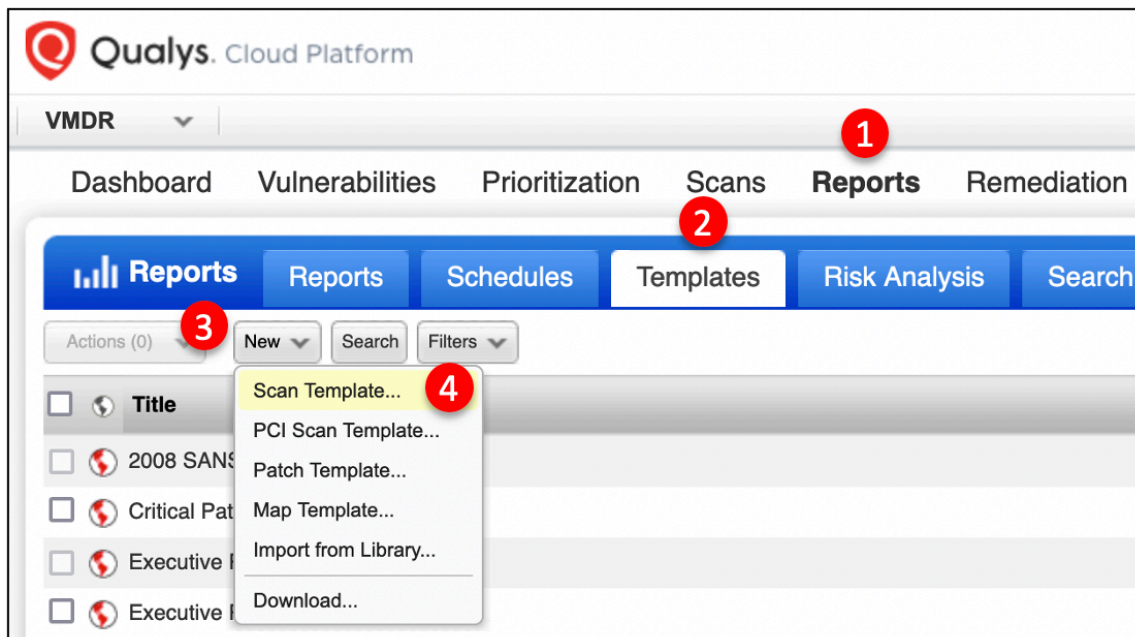 Qualys. Cloud Platform
VMDR
1
Dashboard Vulnerabilities Prioritization Scans Reports Remediation
2
Reports Reports Schedules Templates Risk Analysis Search
3
Actions (0) New Search Filters
Scan Template... 4
Title
PCI Scan Template...
2008 SANS
Patch Template...
Critical Pat
Map Template...
Import from Library...
Executive
Download...
Executive